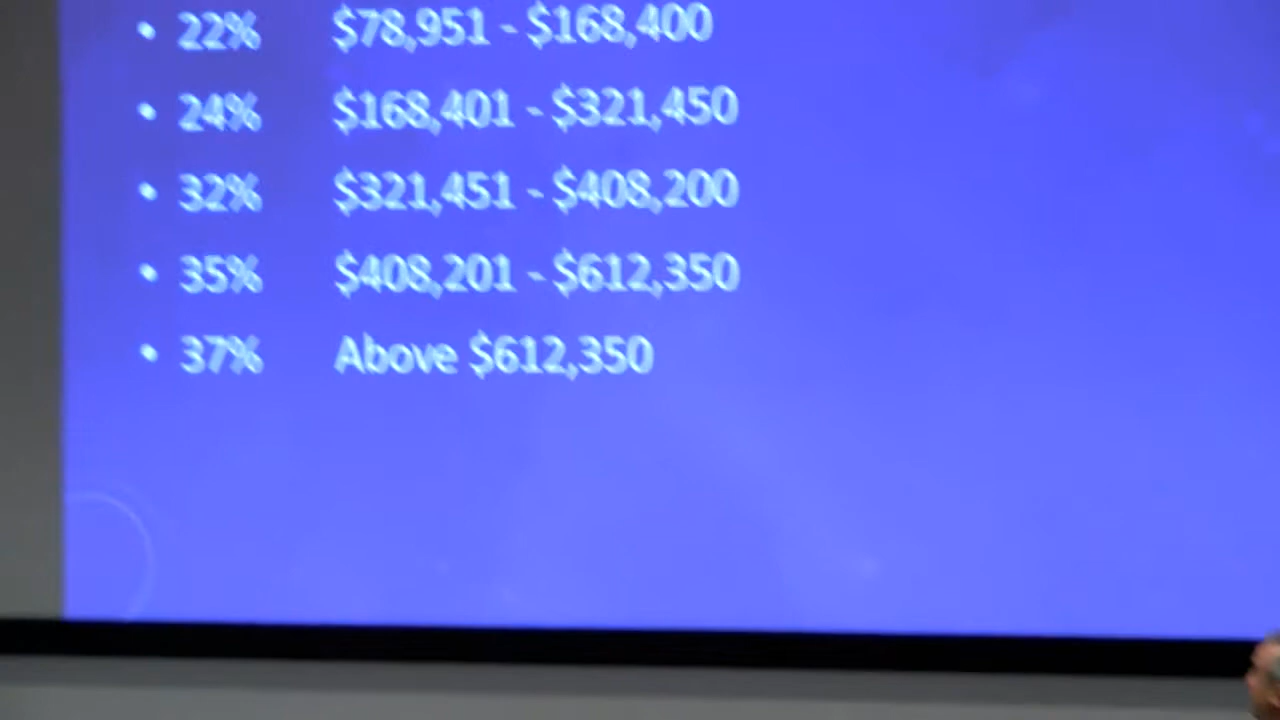 • 22% $78,951 - $168,400
• 24% $168,401 - $321,450
• 32% $321,451 - $408,200
• 35% $408,201 - $612,350
• 37% Above $612,350